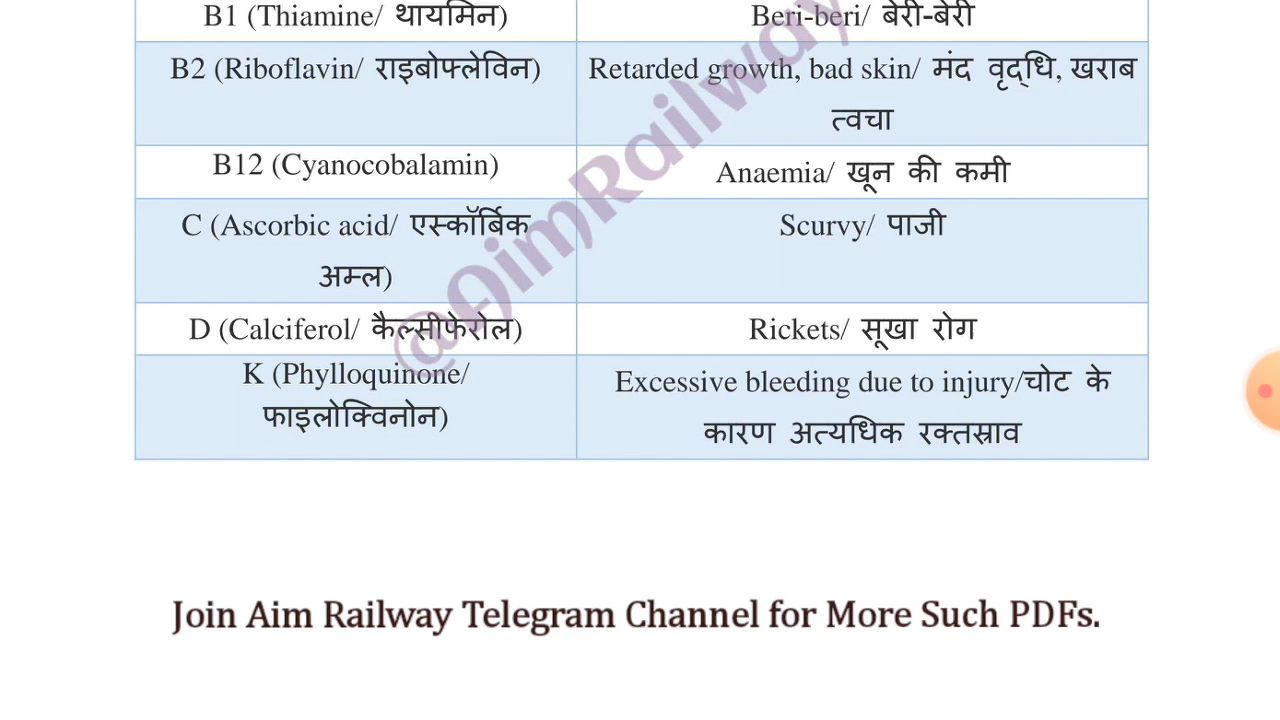 B1 (Thiamine/ थायमिन)
Beri-beri/ बेरी-बेरी
B2 (Riboflavin/ राइबोफ्लेविन)
Retarded growth, bad skin/ मंद वृद्धि, खराब
त्वचा
B12 (Cyanocobalamin)
Anaemia/ खून की कमी
C (Ascorbic acid/ एस्कॉर्बिक
अम्ल)
Scurvy/ पाजी
D (Calciferol/ कैल्सीफेरोल)
Rickets/ सूखा रोग
K (Phylloquinone/
फाइलोक्विनोन)
Excessive bleeding due to injury/चोट के
कारण अत्यधिक रक्तस्राव
@AimRailway
Join Aim Railway Telegram Channel for More Such PDFs.